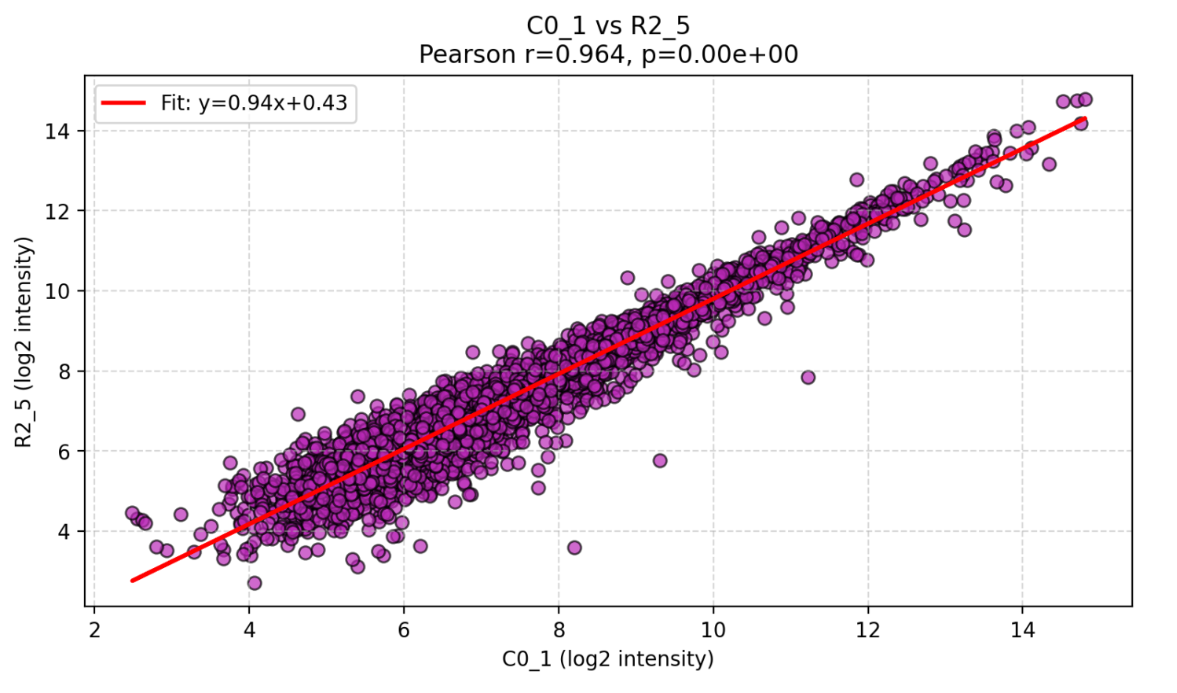 C0_1 vs R2_5
Pearson r=0.964, p=0.00e+00
Fit: y=0.94x+0.43
14
12
10
8
6
4
R2_5 (log2 intensity)
2 4 6 8 10 12 14
C0_1 (log2 intensity)